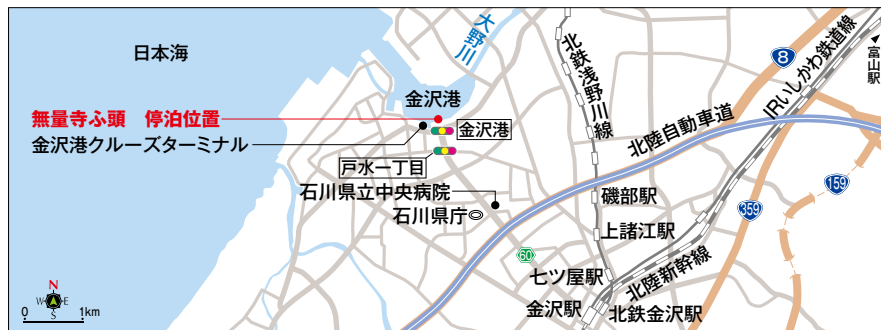 日本海
大野川
北鉄浅野川線
8
IRいしかわ鉄道線
富山駅
金沢港
無量寺ふ頭　停泊位置
金沢港
金沢港クルーズターミナル
北陸自動車道
戸水一丁目
石川県立中央病院
磯部駅
159
石川県庁
359
上諸江駅
60
七ツ屋駅
北陸新幹線
金沢駅
北鉄金沢駅
N
W E
S
0 1km